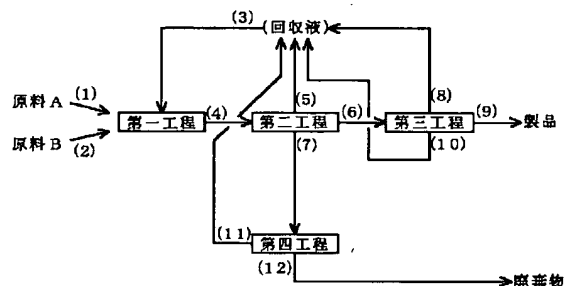 (3)
(回収液)
原料A (1)
(4) (5) (6) (8) (9)
第一工程 第二工程 第三工程 製品
原料B (2)
(7) (10)
(11) 第四工程
(12)
廃棄物